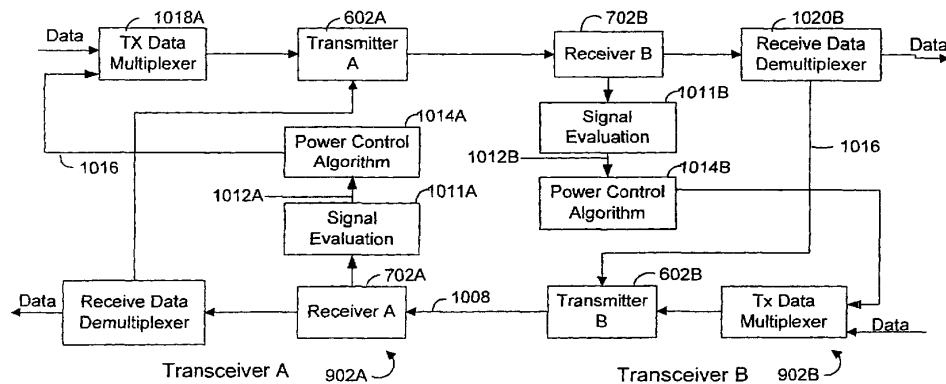 1018A
602A
702B
1020B
Data
TX Data
Multiplexer
Transmitter
A
Receiver B
Receive Data
Demultiplexer
Data
1011B
Signal
Evaluation
1014A
Power Control
Algorithm
1012B
1014B
Power Control
Algorithm
1016
1016
1012A
1011A
Signal
Evaluation
702A
602B
Data
Receive Data
Demultiplexer
Receiver A
1008
Transmitter
B
Tx Data
Multiplexer
Data
Transceiver A
902A
Transceiver B
902B